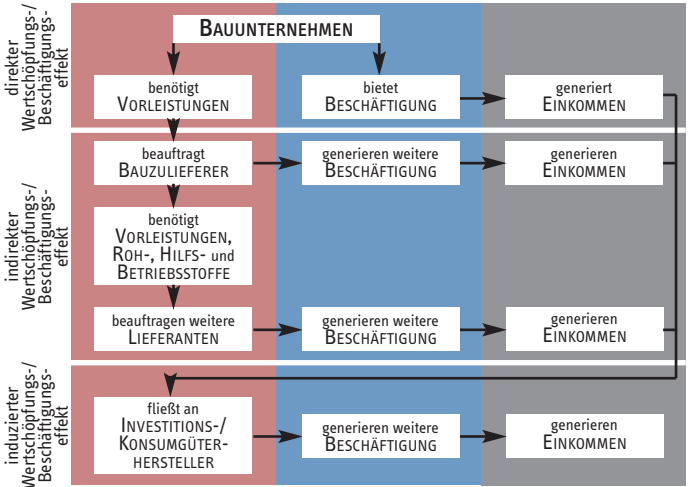 direkter
Wertschöpfungs-/
Beschäftigungs-
effekt
BAUUNTERNEHMEN
benötigt
VORLEISTUNGEN
bietet
BESCHÄFTIGUNG
generiert
EINKOMMEN
indirekter
Wertschöpfungs-/
Beschäftigungs-
effekt
beauftragt
BAUZULIEFERER
generieren weitere
BESCHÄFTIGUNG
generieren
EINKOMMEN
benötigt
VORLEISTUNGEN,
ROH-, HILFS- und
BETRIEBSSTOFFE
beauftragen weitere
LIEFERANTEN
generieren weitere
BESCHÄFTIGUNG
generieren
EINKOMMEN
induzierter
Wertschöpfungs-/
Beschäftigungs-
effekt
fließt an
INVESTITIONS-/
KONSUMGÜTER-
HERSTELLER
generieren weitere
BESCHÄFTIGUNG
generieren
EINKOMMEN